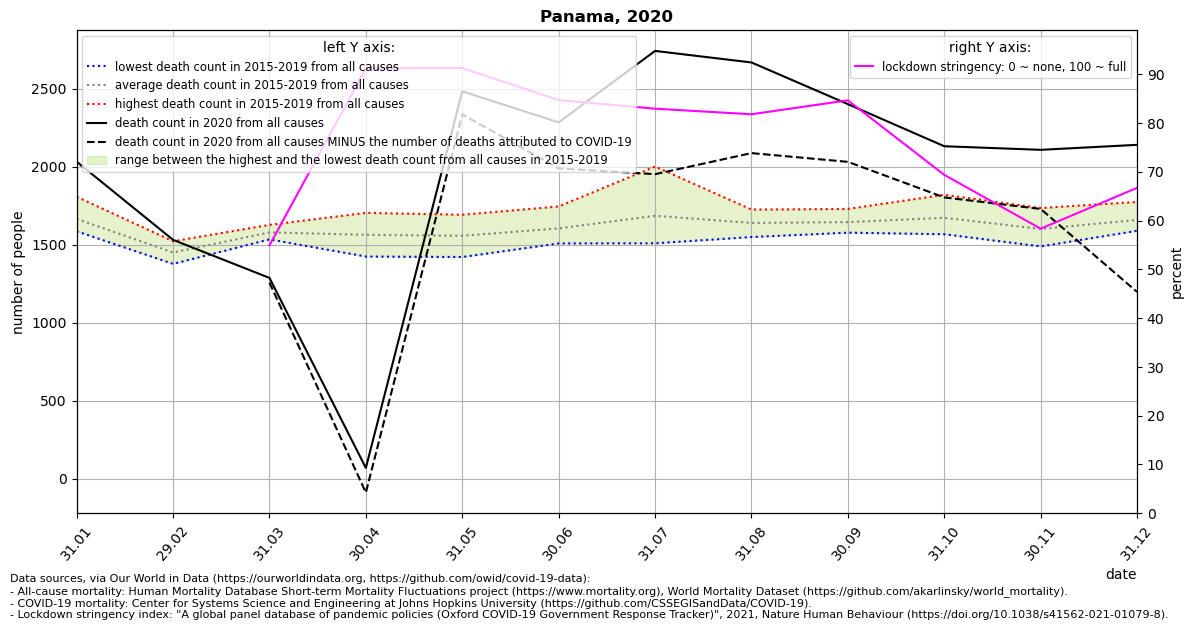 Panama, 2020
left Y axis:
lowest death count in 2015-2019 from all causes
average death count in 2015-2019 from all causes
highest death count in 2015-2019 from all causes
death count in 2020 from all causes
death count in 2020 from all causes MINUS the number of deaths attributed to COVID-19
range between the highest and the lowest death count from all causes in 2015-2019
right Y axis:
lockdown stringency: 0 ~ none, 100 ~ full
number of people
2500
2000
1500
1000
500
0
percent
90
80
70
60
50
40
30
20
10
0
31.01
29.02
31.03
30.04
31.05
30.06
31.07
31.08
30.09
31.10
30.11
31.12
date
Data sources, via Our World in Data (https://ourworldindata.org, https://github.com/owid/covid-19-data):
- All-cause mortality: Human Mortality Database Short-term Mortality Fluctuations project (https://www.mortality.org), World Mortality Dataset (https://github.com/akarlinsky/world_mortality).
- COVID-19 mortality: Center for Systems Science and Engineering at Johns Hopkins University (https://github.com/CSSEGISandData/COVID-19).
- Lockdown stringency index: "A global panel database of pandemic policies (Oxford COVID-19 Government Response Tracker)", 2021, Nature Human Behaviour (https://doi.org/10.1038/s41562-021-01079-8).